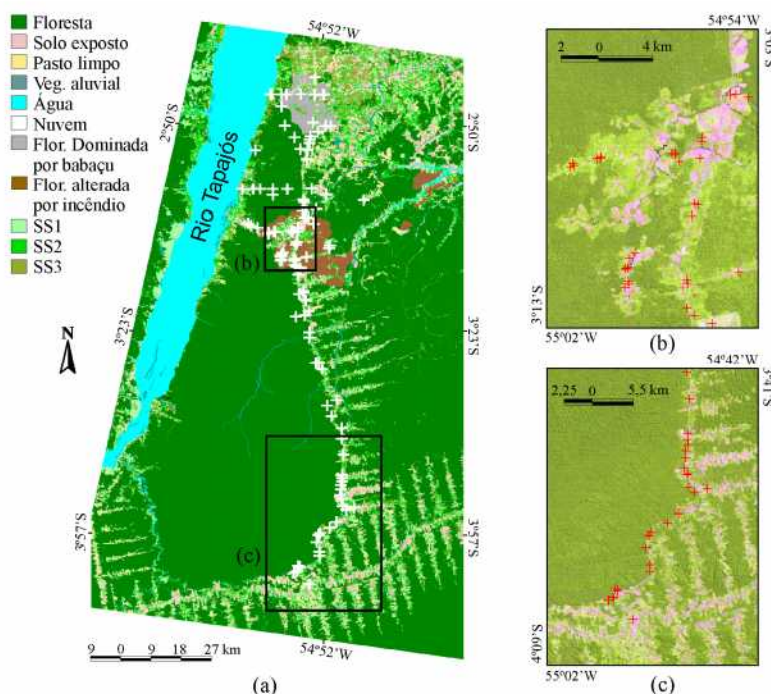 Floresta
Solo exposto
Pasto limpo
Veg. aluvial
Água
Nuvem
Flor. Dominada
por babaçu
Flor. alterada
por incêndio
SS1
SS2
SS3
N
54°52'W
2°50'S
2°50'S
Rio Tapajós
(b)
3°23'S
3°23'S
(c)
3°57'S
3°57'S
54°52'W
9 0 9 18 27 km
(a)
54°54'W
2 0 4 km
3°13'S
55°02'W
(b)
54°42'W
3°41'S
2,25 0 5,5 km
4°09'S
55°02'W
(c)